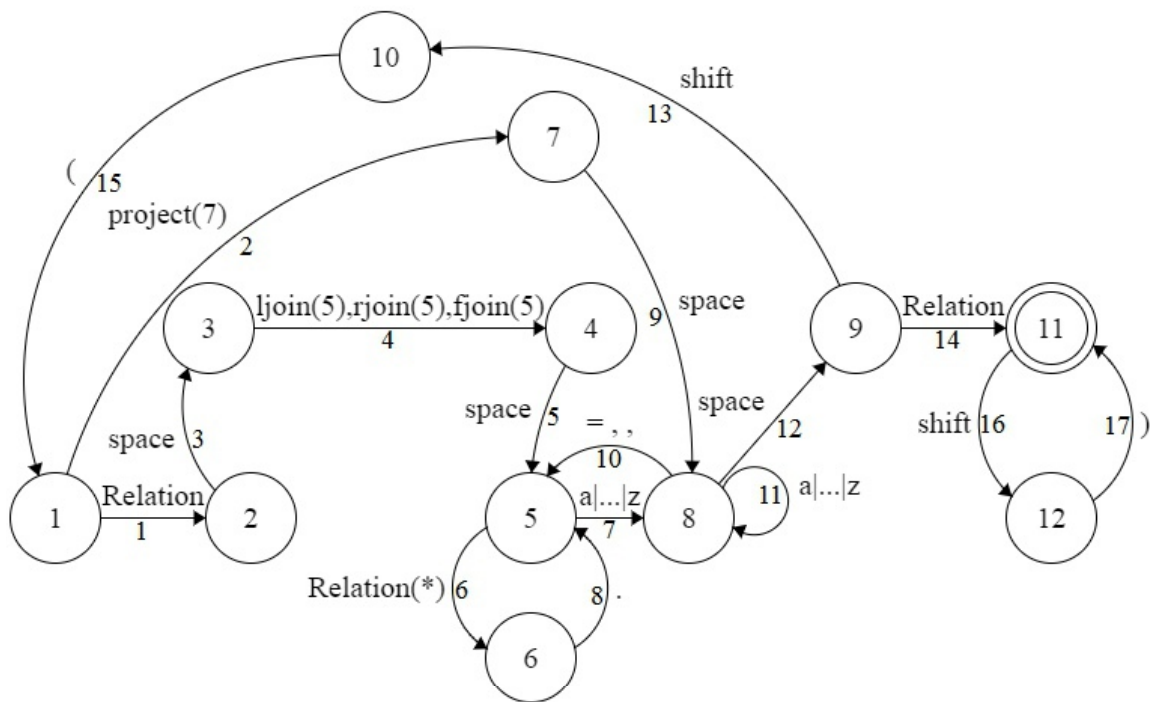 10
shift
13
7
(
15
project(7)
2
3
ljoin(5),rjoin(5),fjoin(5)
4
4
9
space
9
Relation
14
11
space
3
space
5
= , ,
10
space
12
shift
16
17
)
1
Relation
1
2
5
a|...|z
7
8
11
a|...|z
12
Relation(*)
6
8
.
6